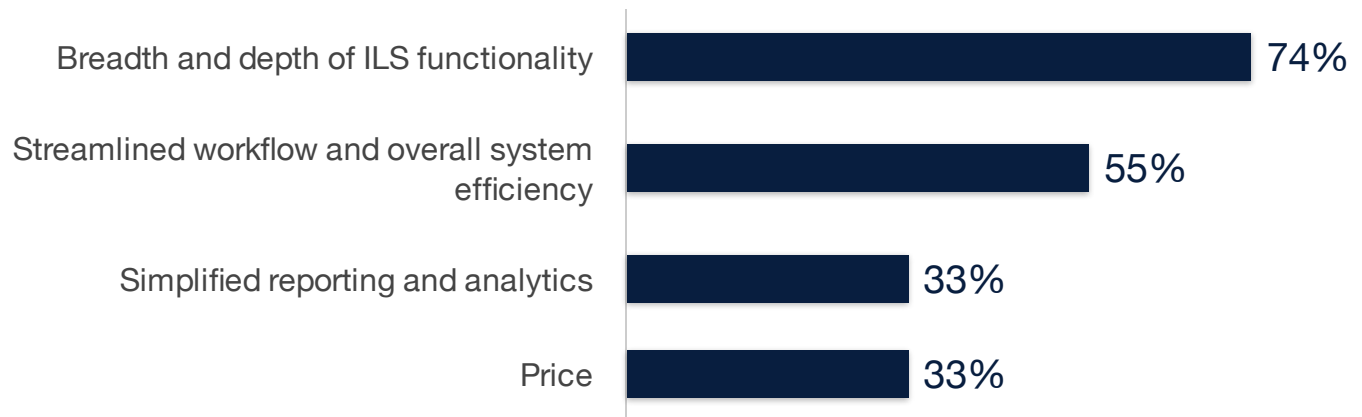 Breadth and depth of ILS functionality
74%
Streamlined workflow and overall system
efficiency
55%
Simplified reporting and analytics
33%
Price
33%